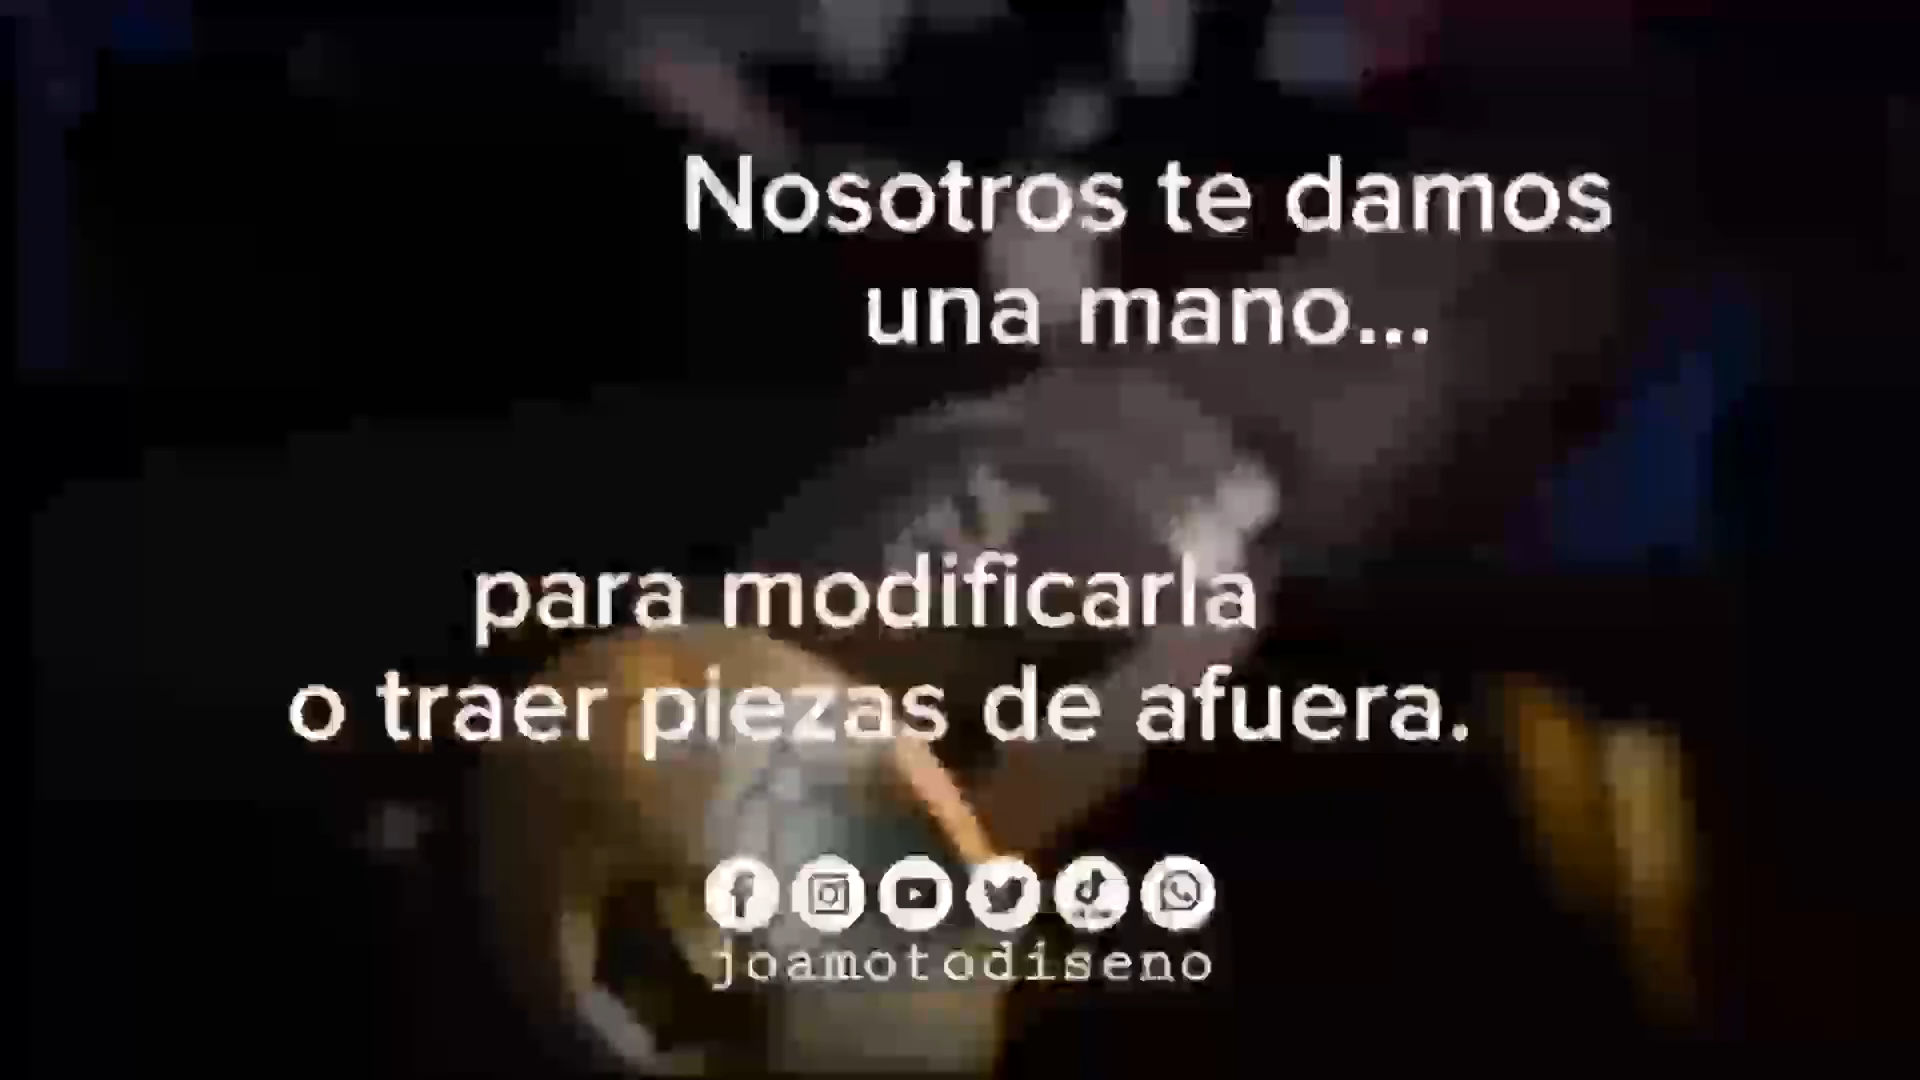 Nosotros te damos
una mano...
para modificarla
o traer piezas de afuera.
joamotodiseno